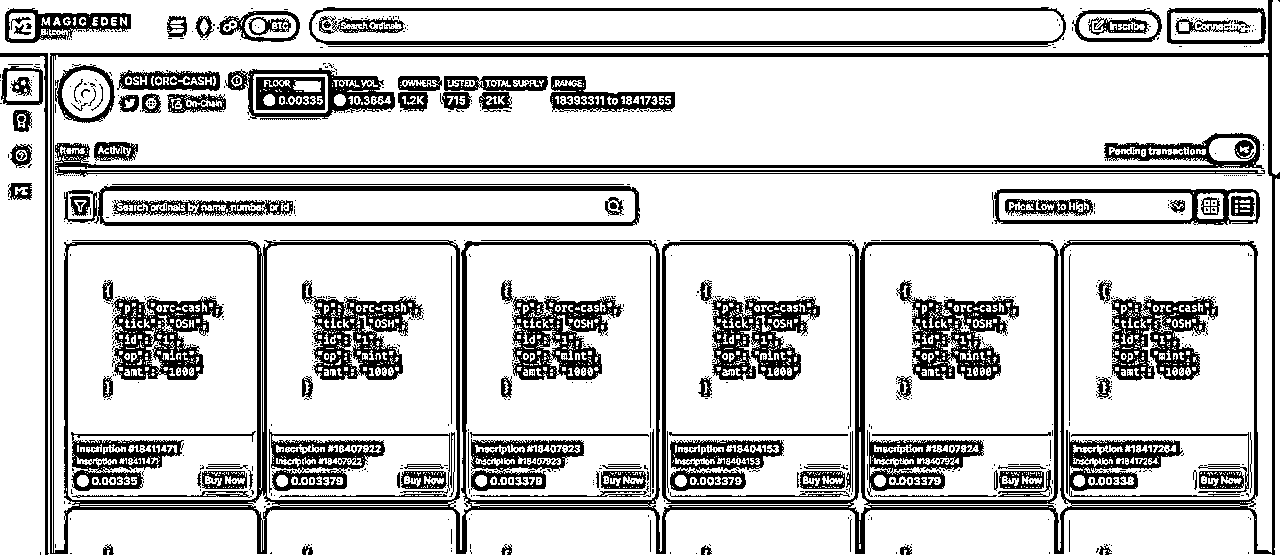 MAGIC EDEN
Bitcoin
BTC
Search Ordinals
Inscribe
Connecting...
OSH (ORC-CASH)
On-Chain
FLOOR
0.00335
TOTAL VOL
10.3664
OWNERS
1.2K
LISTED
715
TOTAL SUPPLY
21K
RANGE
18393311 to 18417355
Items
Activity
Pending transactions
Search ordinals by name, number, or id
Price: Low to High
{
"p": "orc-cash",
"tick": "OSH",
"id": "1",
"op": "mint",
"amt": "1000"
}
Inscription #18411471
Inscription #18411471
0.00335
Buy Now
{
"p": "orc-cash",
"tick": "OSH",
"id": "1",
"op": "mint",
"amt": "1000"
}
Inscription #18407922
Inscription #18407922
0.003379
Buy Now
{
"p": "orc-cash",
"tick": "OSH",
"id": "1",
"op": "mint",
"amt": "1000"
}
Inscription #18407923
Inscription #18407923
0.003379
Buy Now
{
"p": "orc-cash",
"tick": "OSH",
"id": "1",
"op": "mint",
"amt": "1000"
}
Inscription #18404153
Inscription #18404153
0.003379
Buy Now
{
"p": "orc-cash",
"tick": "OSH",
"id": "1",
"op": "mint",
"amt": "1000"
}
Inscription #18407924
Inscription #18407924
0.003379
Buy Now
{
"p": "orc-cash",
"tick": "OSH",
"id": "1",
"op": "mint",
"amt": "1000"
}
Inscription #18417264
Inscription #18417264
0.00338
Buy Now